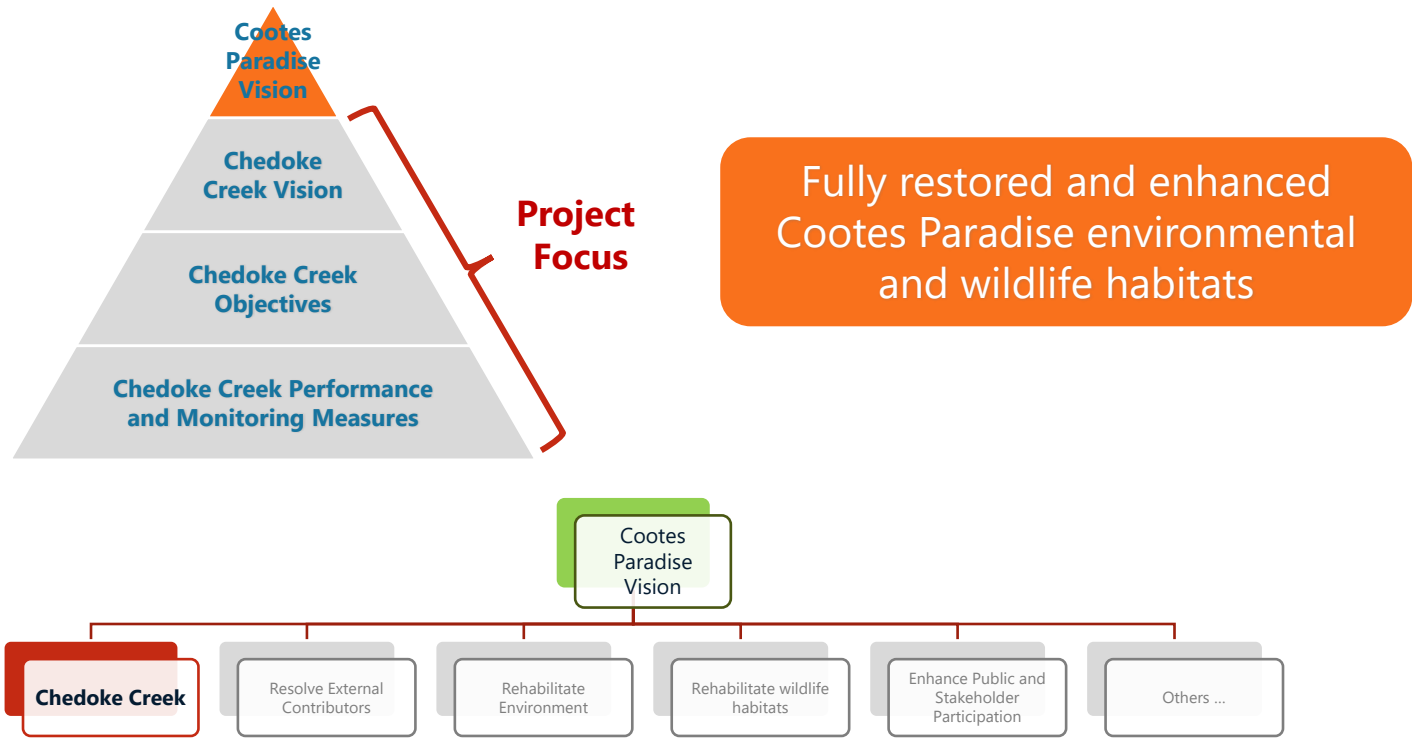 Cootes
Paradise
Vision
Chedoke
Creek Vision
Chedoke Creek
Objectives
Chedoke Creek Performance
and Monitoring Measures
Project
Focus
Fully restored and enhanced
Cootes Paradise environmental
and wildlife habitats
Cootes
Paradise
Vision
Chedoke Creek
Resolve External
Contributors
Rehabilitate
Environment
Rehabilitate wildlife
habitats
Enhance Public and
Stakeholder
Participation
Others ...